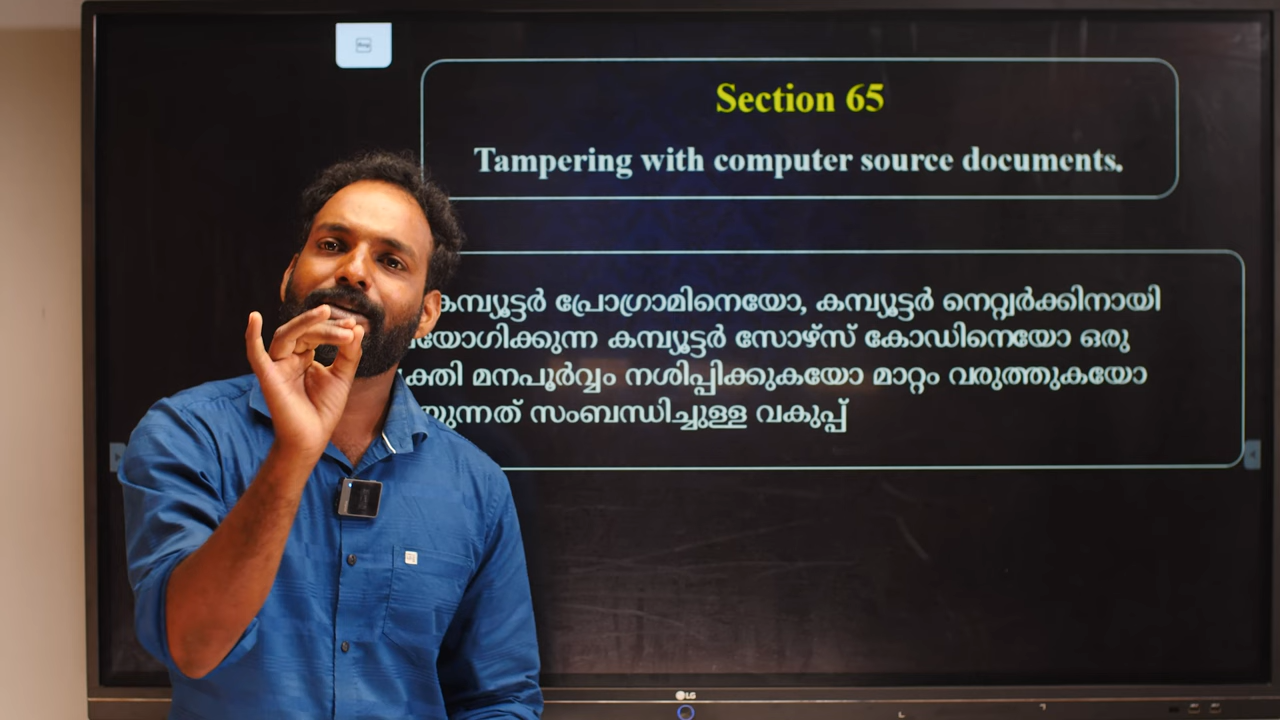 Section 65
Tampering with computer source documents.
കമ്പ്യൂട്ടർ പ്രോഗ്രാമിനെയോ, കമ്പ്യൂട്ടർ നെറ്റ്വർക്കിനായി
കമ്പ്യൂട്ടർ സോഴ്സ് കോഡിനെയോ ഒരു
മനപൂർവ്വം നശിപ്പിക്കുകയോ മാറ്റം വരുത്തുകയോ
സംബന്ധിച്ചുള്ള വകുപ്പ്
LG